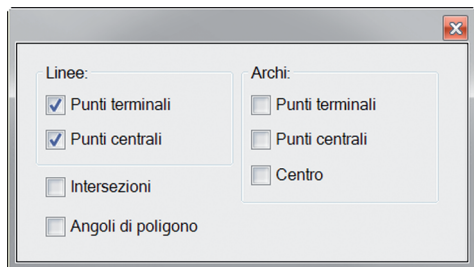 Linee:
Punti terminali
Punti centrali
Intersezioni
Angoli di poligono
Archi:
Punti terminali
Punti centrali
Centro